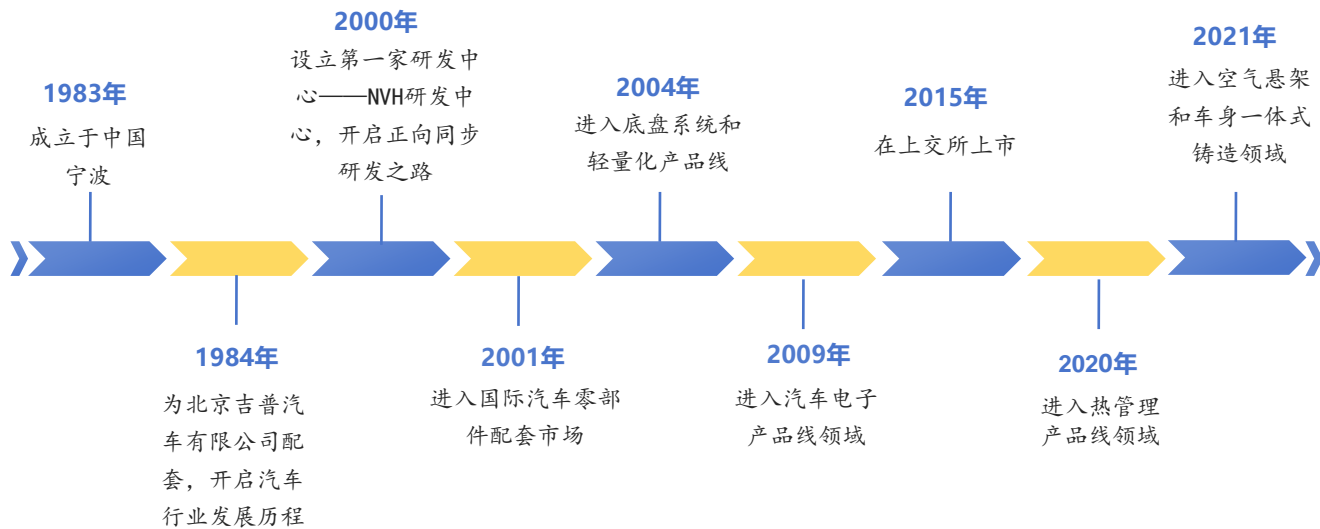 1983年
成立于中国
宁波
1984年
为北京吉普汽
车有限公司配
套，开启汽车
行业发展历程
2000年
设立第一家研发中
心——NVH研发中
心，开启正向同步
研发之路
2001年
进入国际汽车零部
件配套市场
2004年
进入底盘系统和
轻量化产品线
2009年
进入汽车电子
产品线领域
2015年
在上交所上市
2020年
进入热管理
产品线领域
2021年
进入空气悬架
和车身一体式
铸造领域